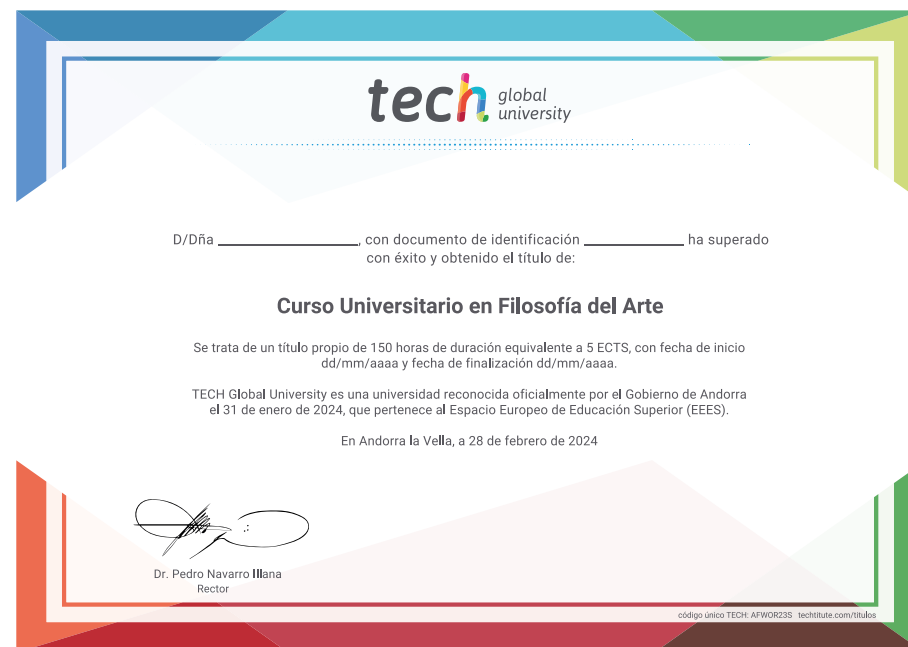 tech global
university
D/Dña ____________________, con documento de identificación ______________ ha superado
con éxito y obtenido el título de:
Curso Universitario en Filosofía del Arte
Se trata de un título propio de 150 horas de duración equivalente a 5 ECTS, con fecha de inicio
dd/mm/aaaa y fecha de finalización dd/mm/aaaa.
TECH Global University es una universidad reconocida oficialmente por el Gobierno de Andorra
el 31 de enero de 2024, que pertenece al Espacio Europeo de Educación Superior (EEES).
En Andorra la Vella, a 28 de febrero de 2024
Dr. Pedro Navarro Illana
Rector
código único TECH: AFWOR23S techtitute.com/titulos